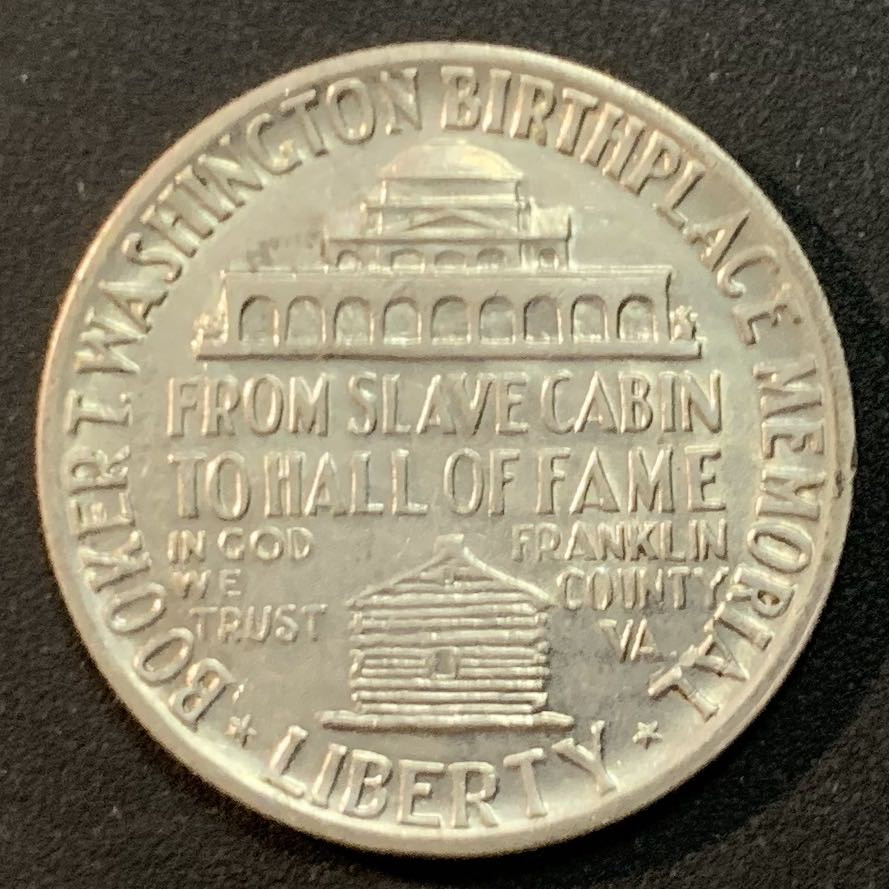 BOOKER T. WASHINGTON BIRTHPLACE MEMORIAL
FROM SLAVE CABIN
TO HALL OF FAME
IN GOD
WE
TRUST
FRANKLIN
COUNTY
VA.
LIBERTY